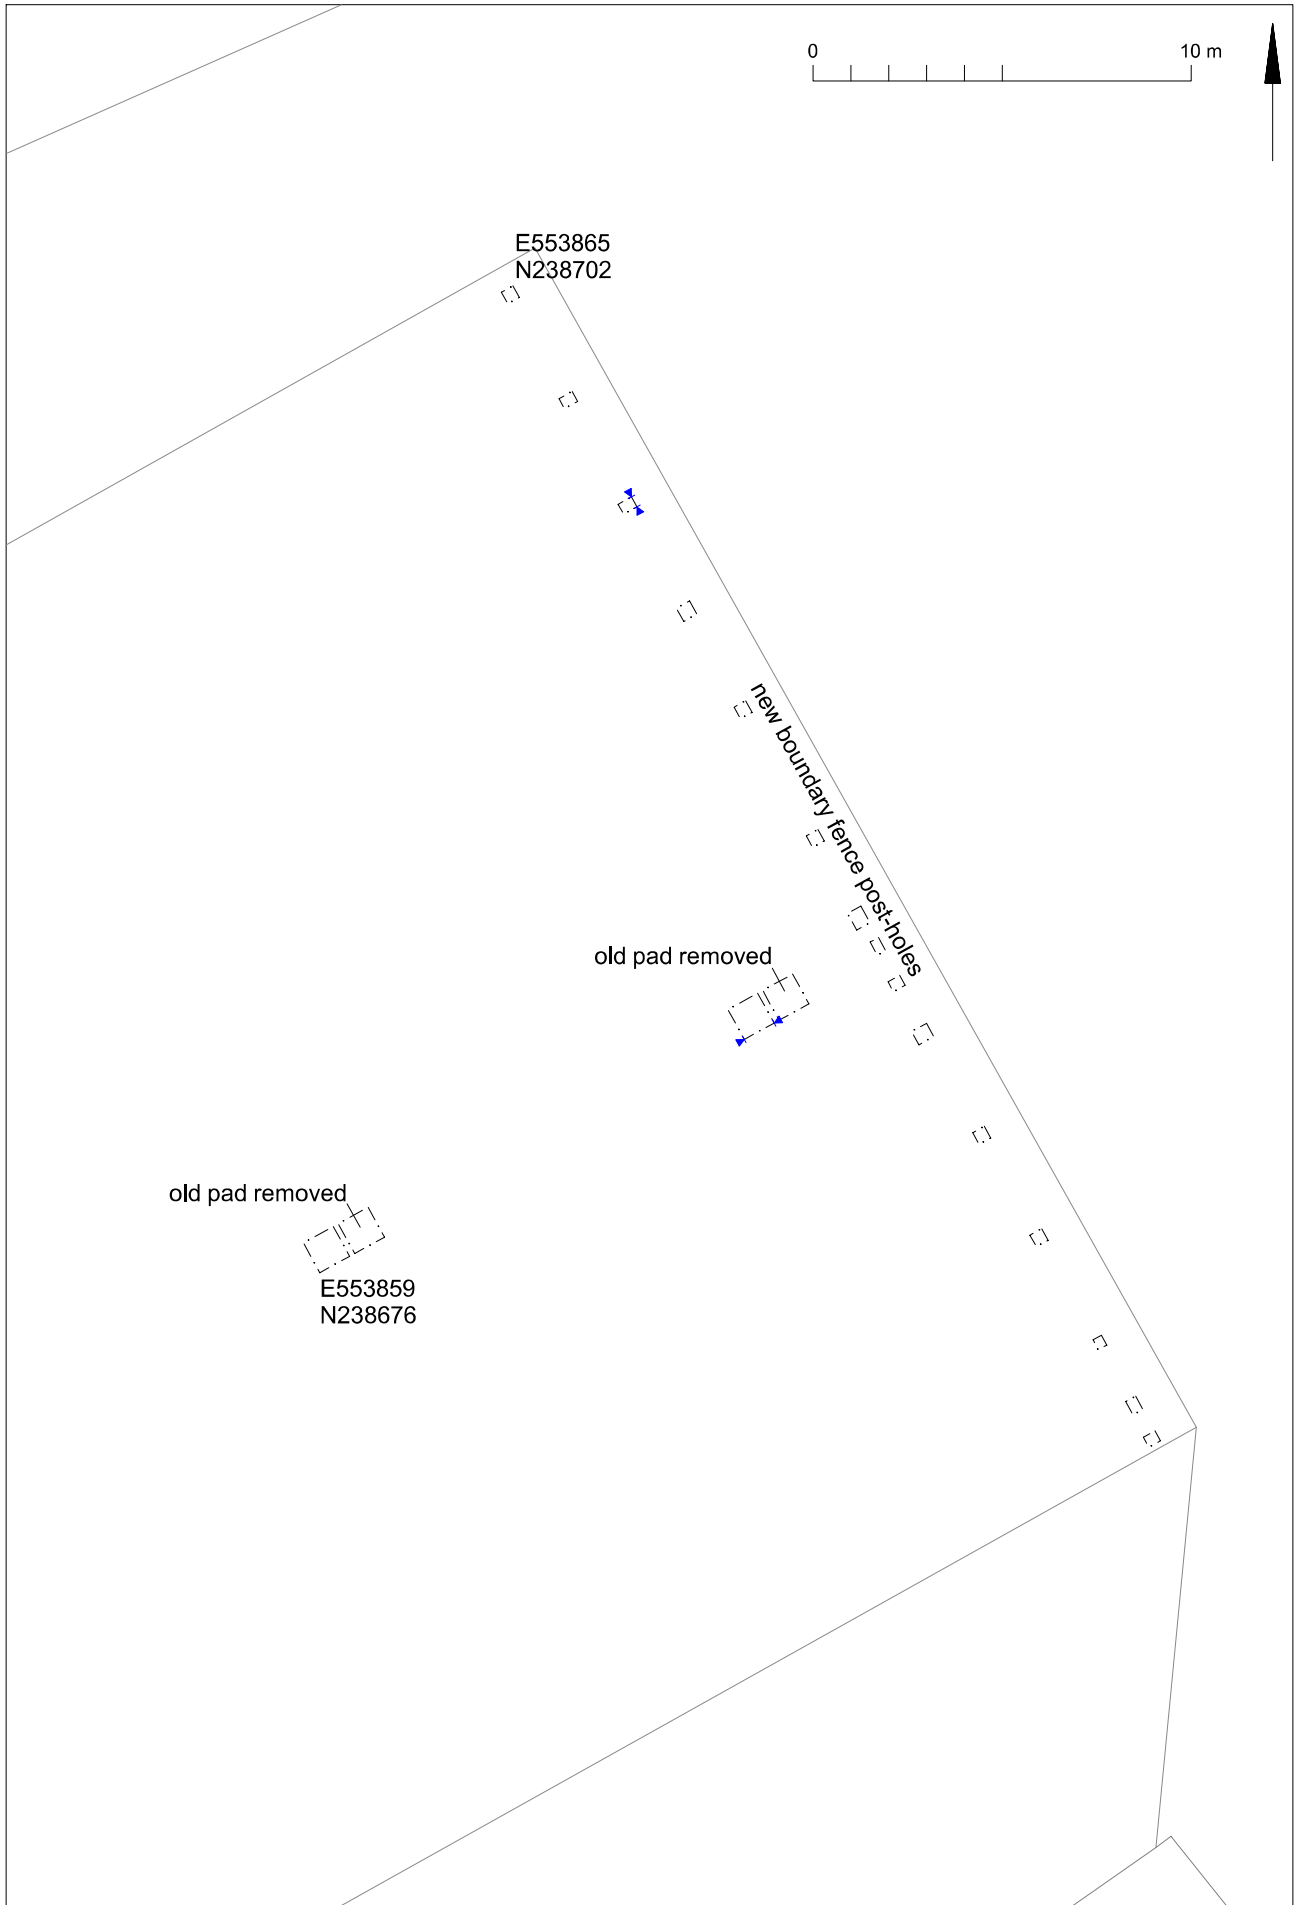 0 10 m
E553865
N238702
new boundary fence post-holes
old pad removed
old pad removed
E553859
N238676